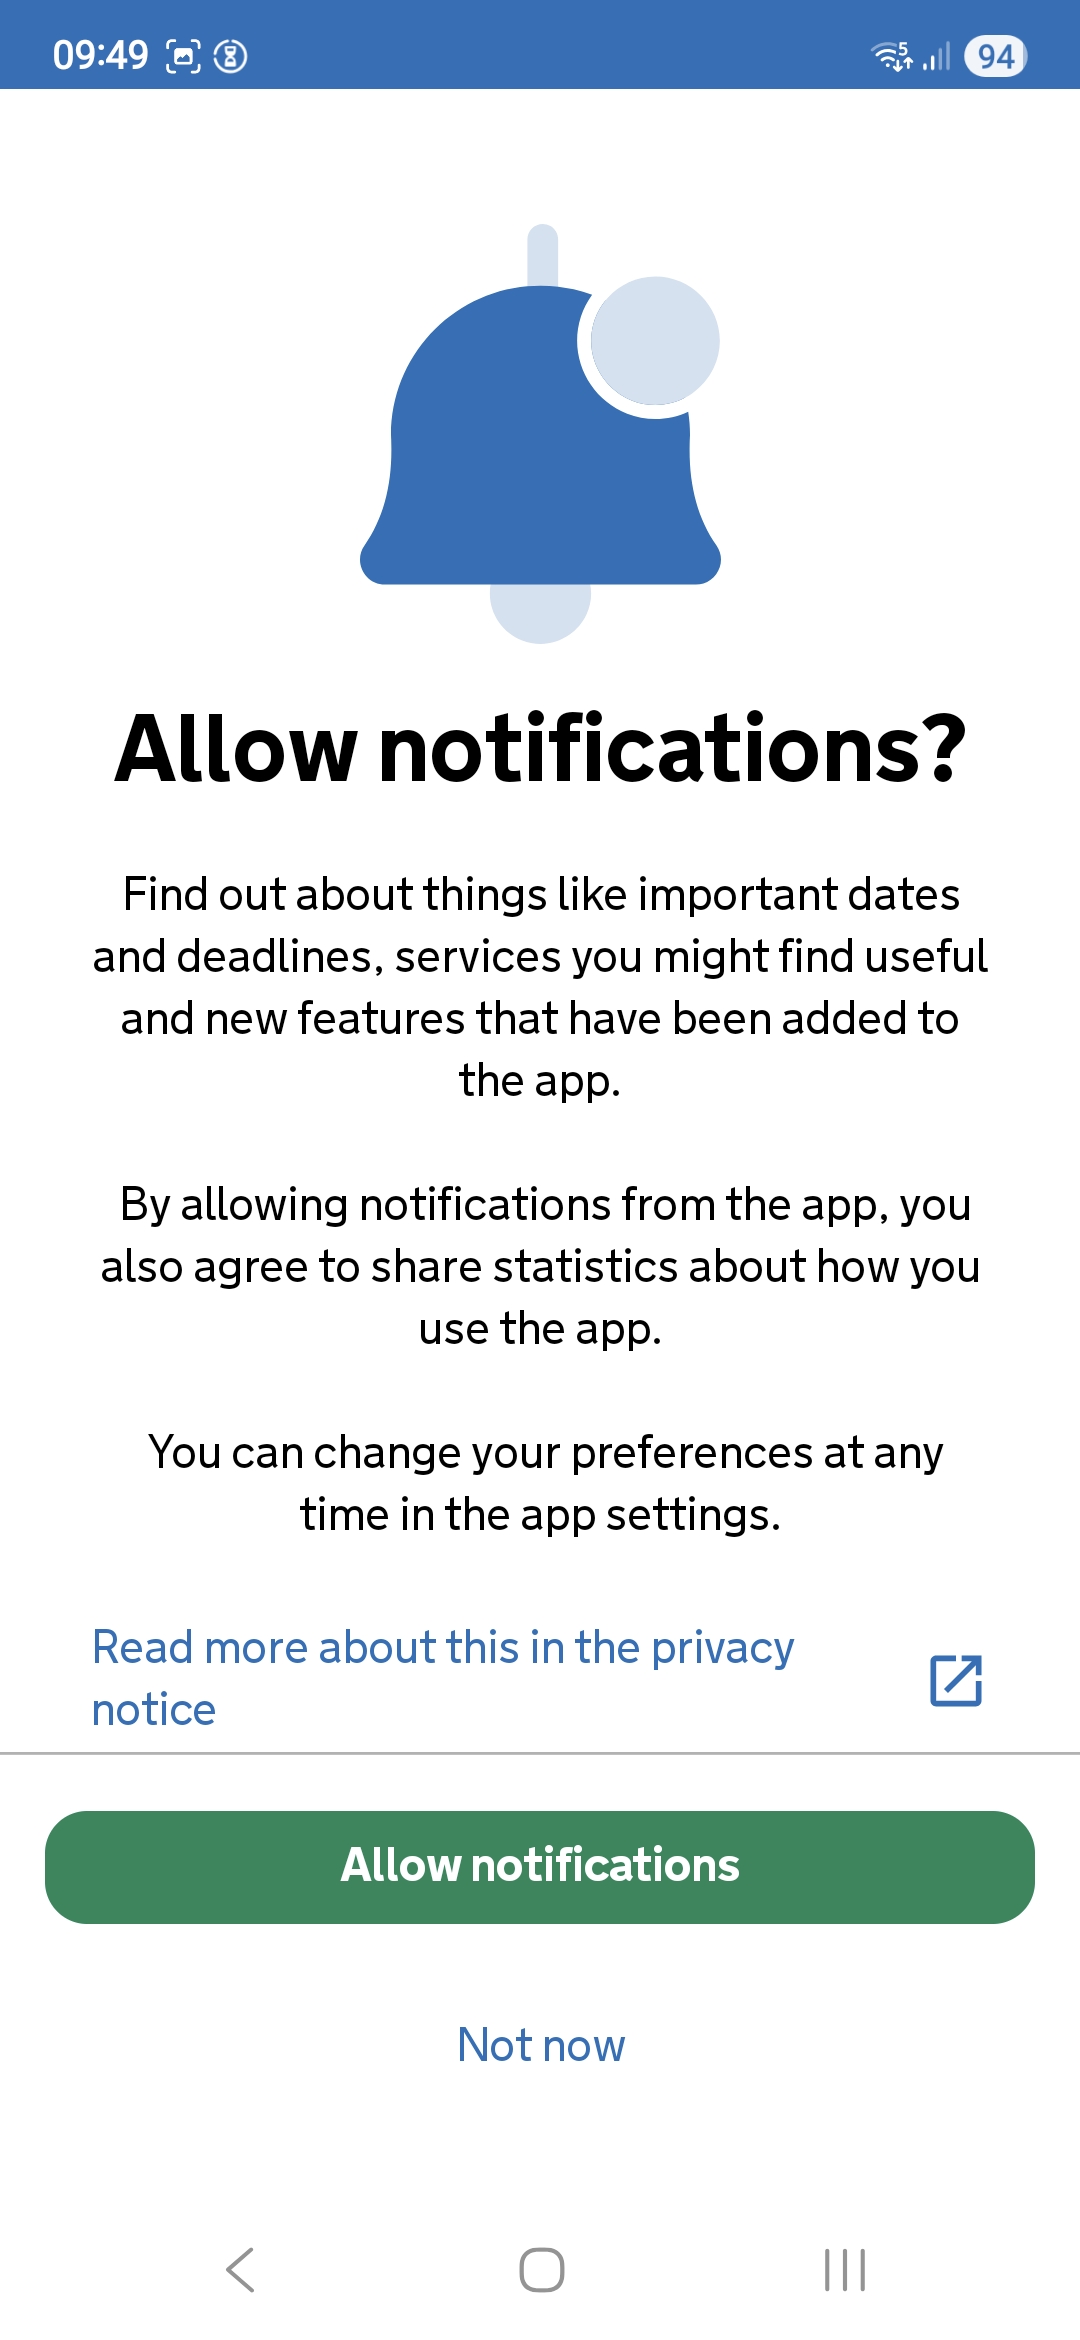 09:49
5
94
Allow notifications?
Find out about things like important dates
and deadlines, services you might find useful
and new features that have been added to
the app.
By allowing notifications from the app, you
also agree to share statistics about how you
use the app.
You can change your preferences at any
time in the app settings.
Read more about this in the privacy
notice
Allow notifications
Not now